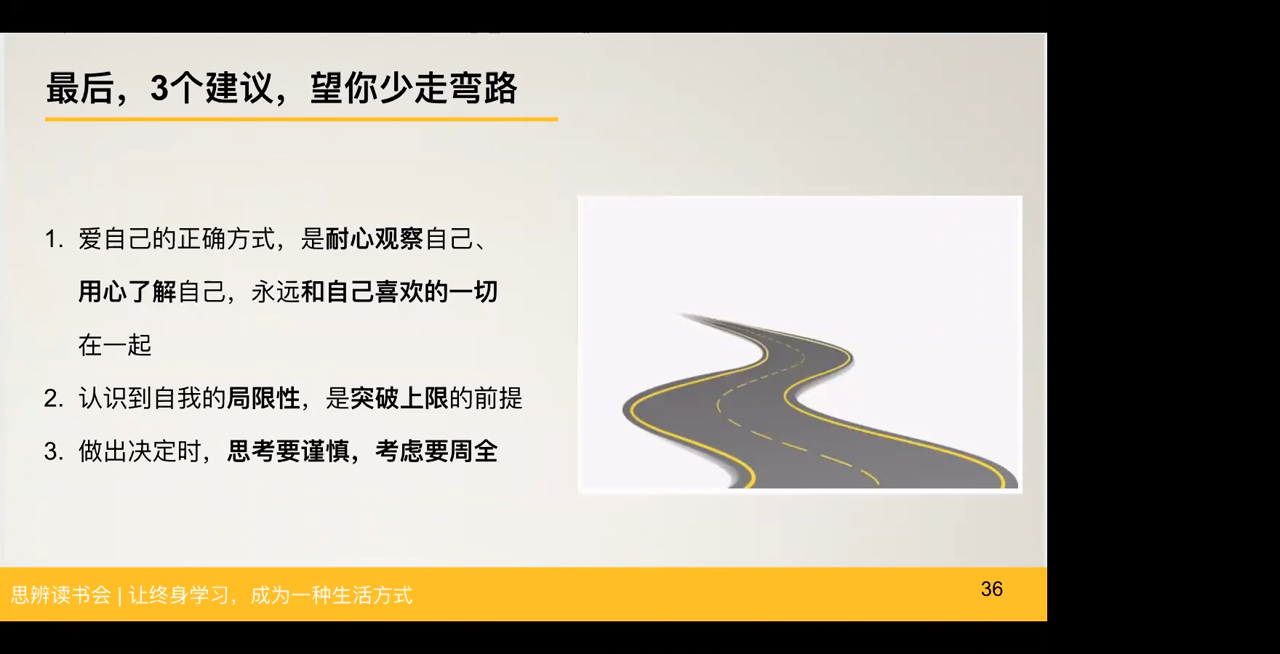 最后，3个建议，望你少走弯路
1. 爱自己的正确方式，是耐心观察自己、
用心了解自己，永远和自己喜欢的一切
在一起
2. 认识到自我的局限性，是突破上限的前提
3. 做出决定时，思考要谨慎，考虑要周全
思辨读书会 | 让终身学习，成为一种生活方式
36